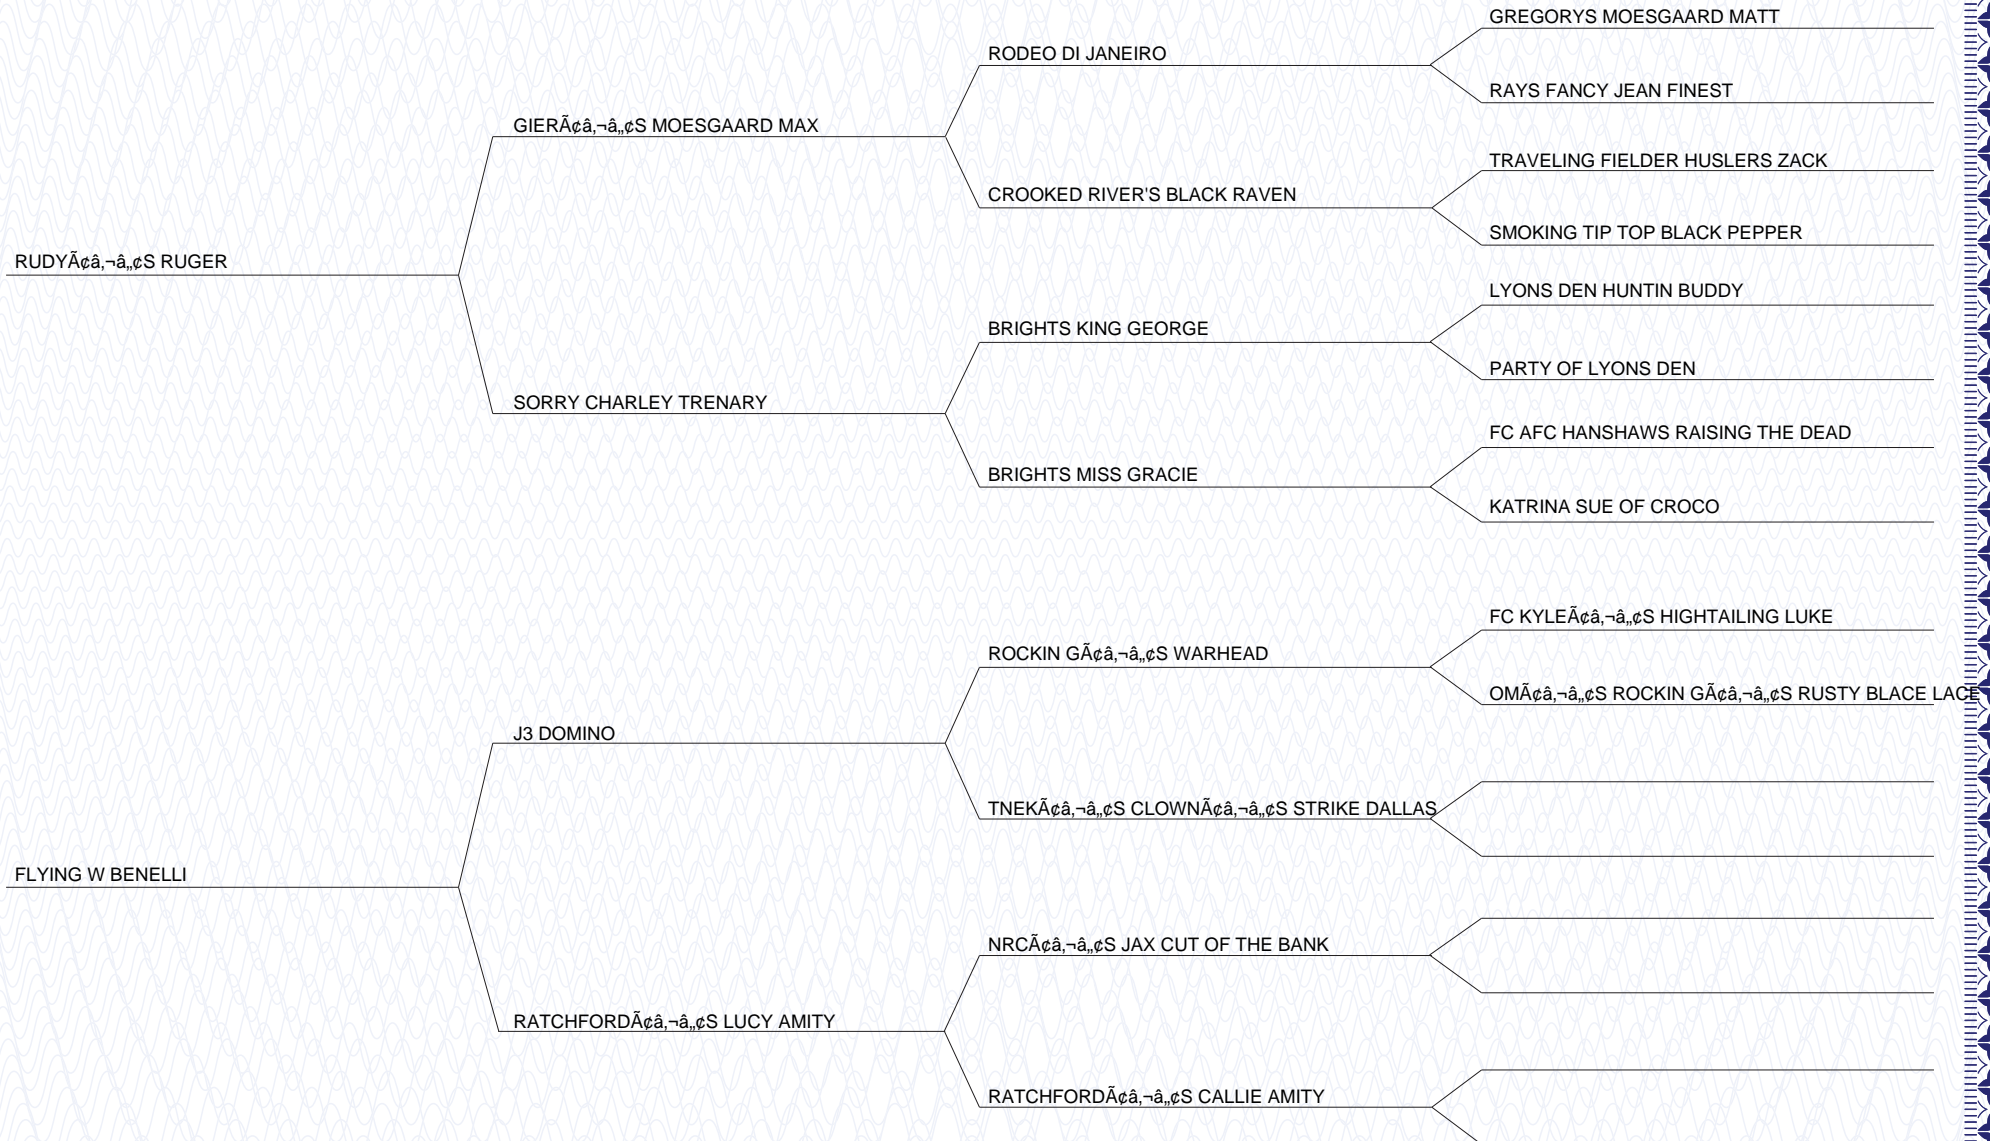 GREGORYS MOESGAARD MATT
RODEO DI JANEIRO
RAYS FANCY JEAN FINEST
GIERÃ¢â‚¬â„¢S MOESGAARD MAX
TRAVELING FIELDER HUSLERS ZACK
CROOKED RIVER'S BLACK RAVEN
SMOKING TIP TOP BLACK PEPPER
RUDYÃ¢â‚¬â„¢S RUGER
LYONS DEN HUNTIN BUDDY
BRIGHTS KING GEORGE
PARTY OF LYONS DEN
SORRY CHARLEY TRENARY
FC AFC HANSHAWS RAISING THE DEAD
BRIGHTS MISS GRACIE
KATRINA SUE OF CROCO
FC KYLEÃ¢â‚¬â„¢S HIGHTAILING LUKE
ROCKIN GÃ¢â‚¬â„¢S WARHEAD
OMÃ¢â‚¬â„¢S ROCKIN GÃ¢â‚¬â„¢S RUSTY BLACE LACE
J3 DOMINO
TNEKÃ¢â‚¬â„¢S CLOWNÃ¢â‚¬â„¢S STRIKE DALLAS
FLYING W BENELLI
NRCÃ¢â‚¬â„¢S JAX CUT OF THE BANK
RATCHFORDÃ¢â‚¬â„¢S LUCY AMITY
RATCHFORDÃ¢â‚¬â„¢S CALLIE AMITY